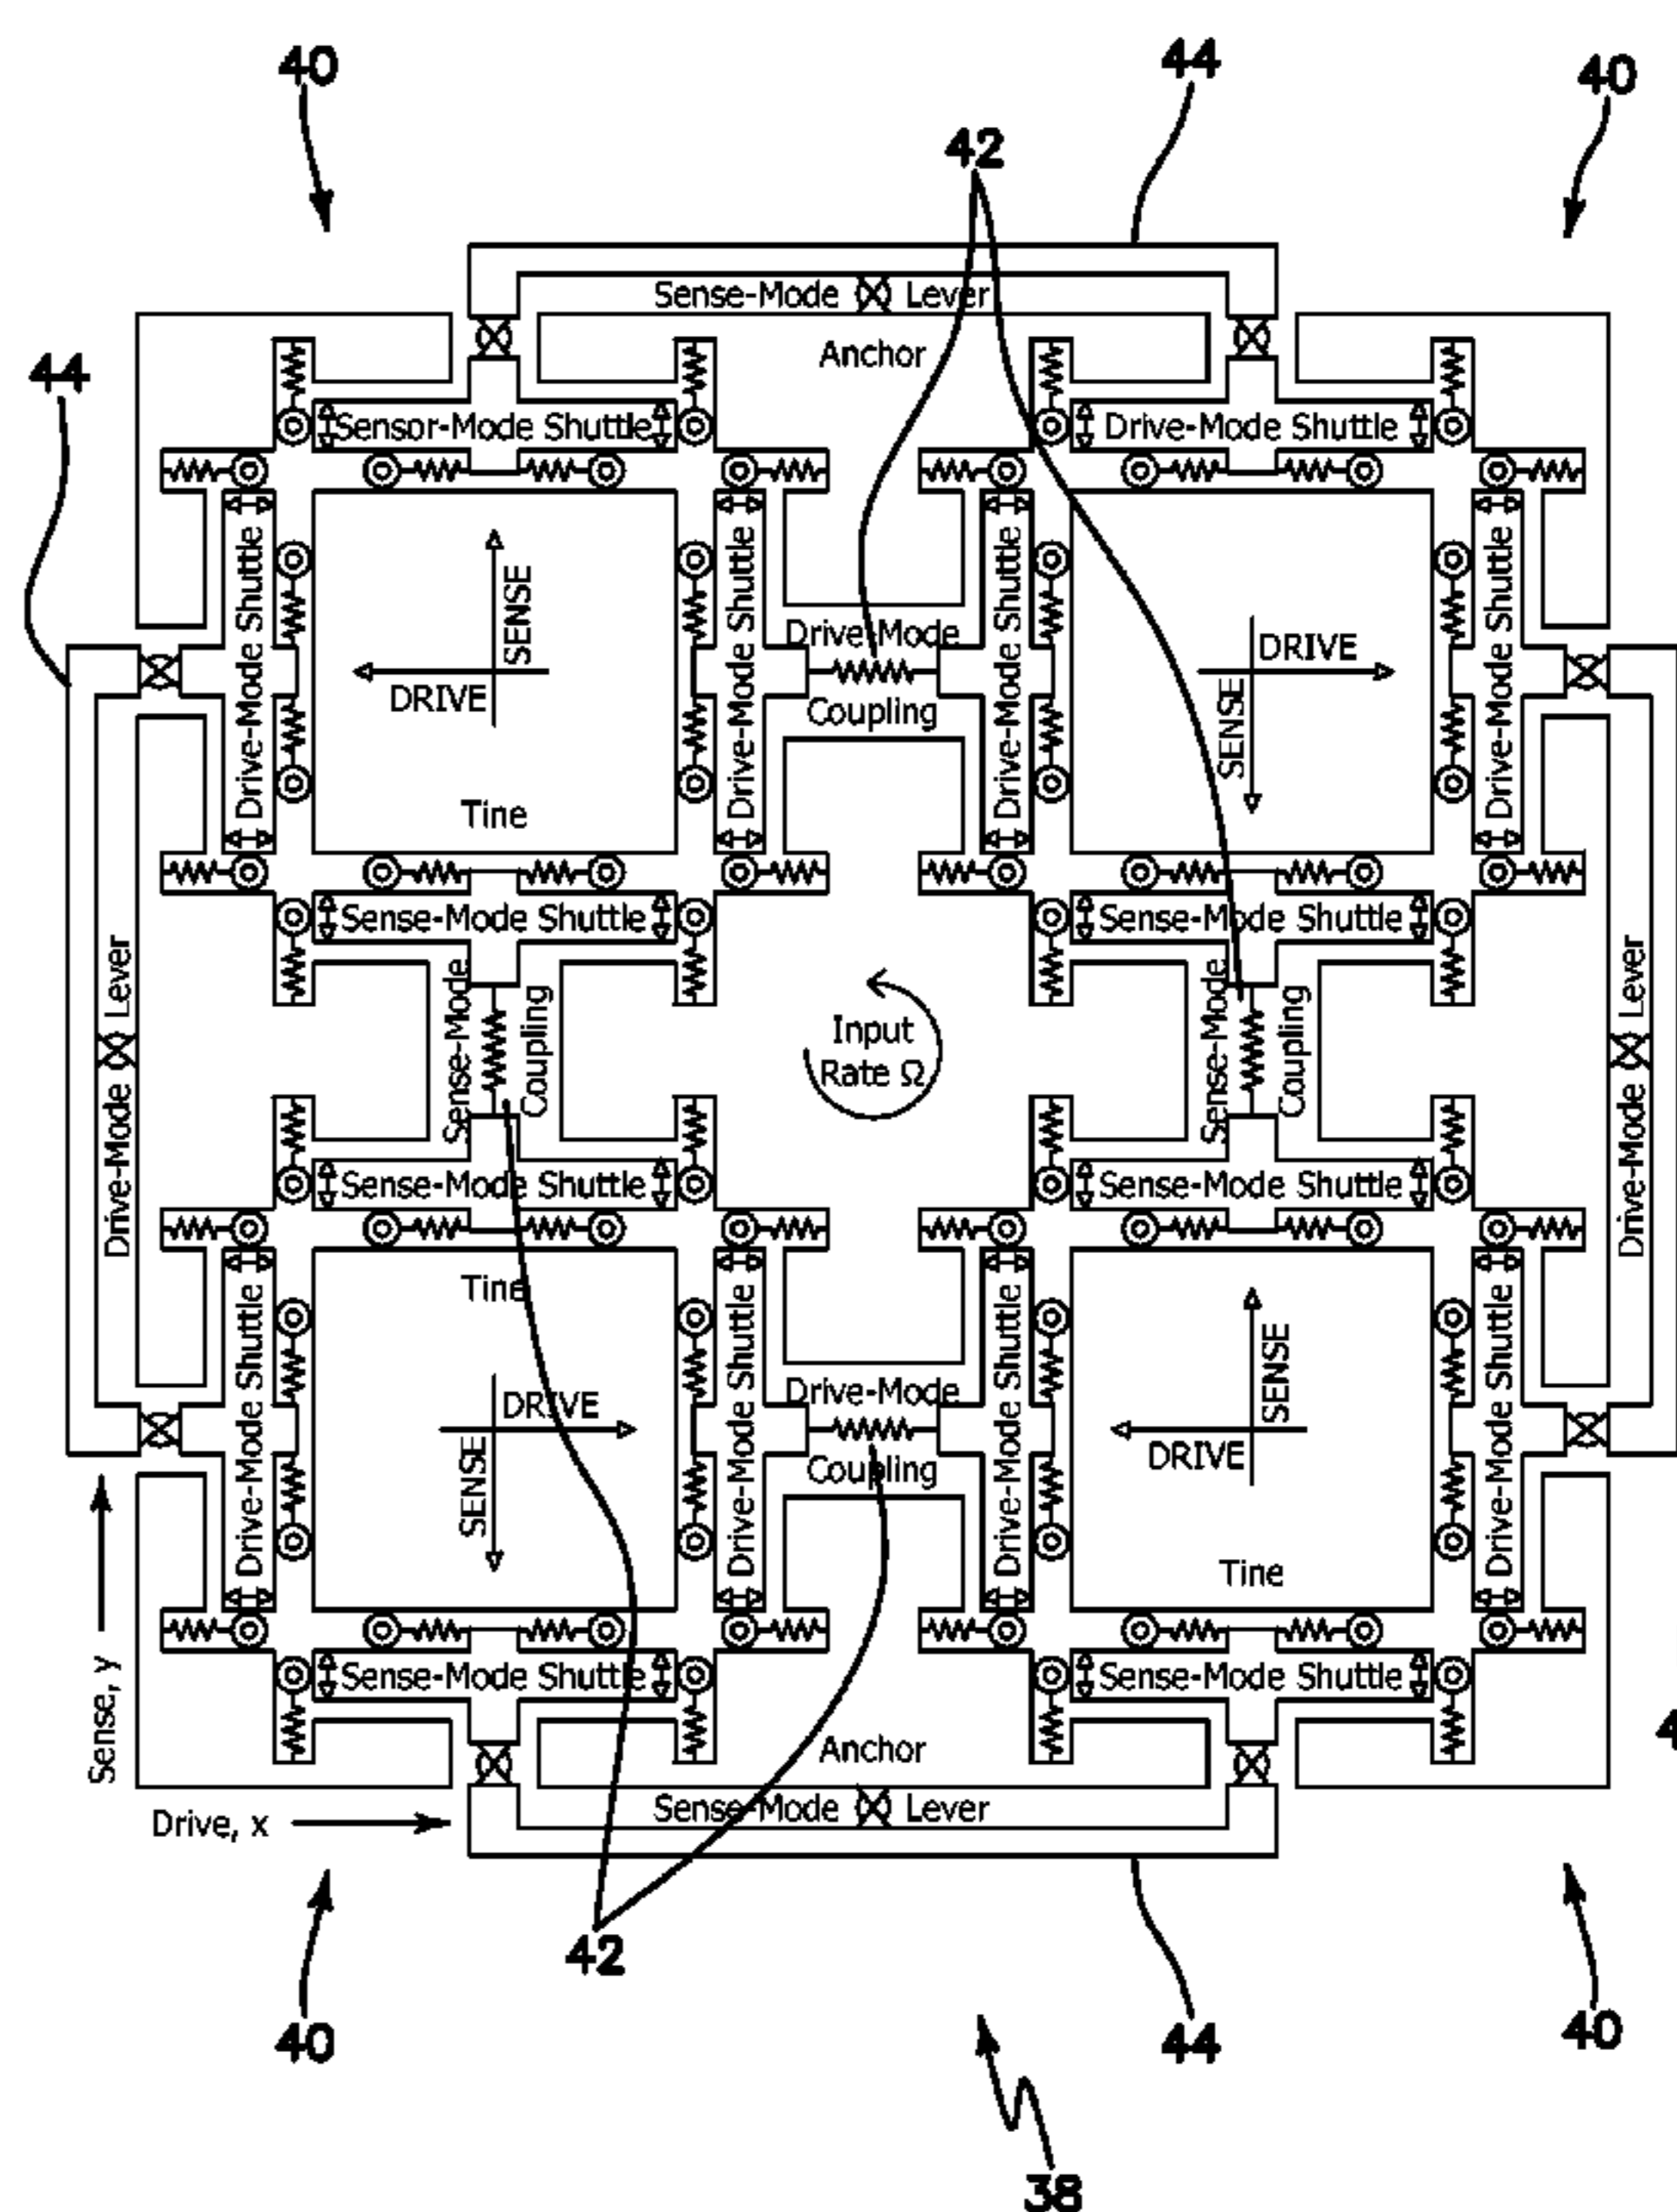 40
44
40
42
44
Sense-Mode Lever
Anchor
Sensor-Mode Shuttle
Drive-Mode Shuttle
Drive-Mode Shuttle
Drive-Mode Shuttle
Drive-Mode Shuttle
Drive-Mode Shuttle
SENSE
DRIVE
Tine
Drive-Mode
Coupling
DRIVE
SENSE
Sense-Mode Shuttle
Sense-Mode Shuttle
Drive-Mode Lever
Sense-Mode
Coupling
Input
Rate Ω
Sense-Mode
Coupling
Drive-Mode Lever
Sense-Mode Shuttle
Sense-Mode Shuttle
Tine
Drive-Mode Shuttle
Drive-Mode Shuttle
Drive-Mode Shuttle
Drive-Mode Shuttle
DRIVE
SENSE
Drive-Mode
Coupling
SENSE
DRIVE
Tine
Sense-Mode Shuttle
Sense-Mode Shuttle
Sense, y
Anchor
Drive, x
Sense-Mode Lever
42
40
44
40
38